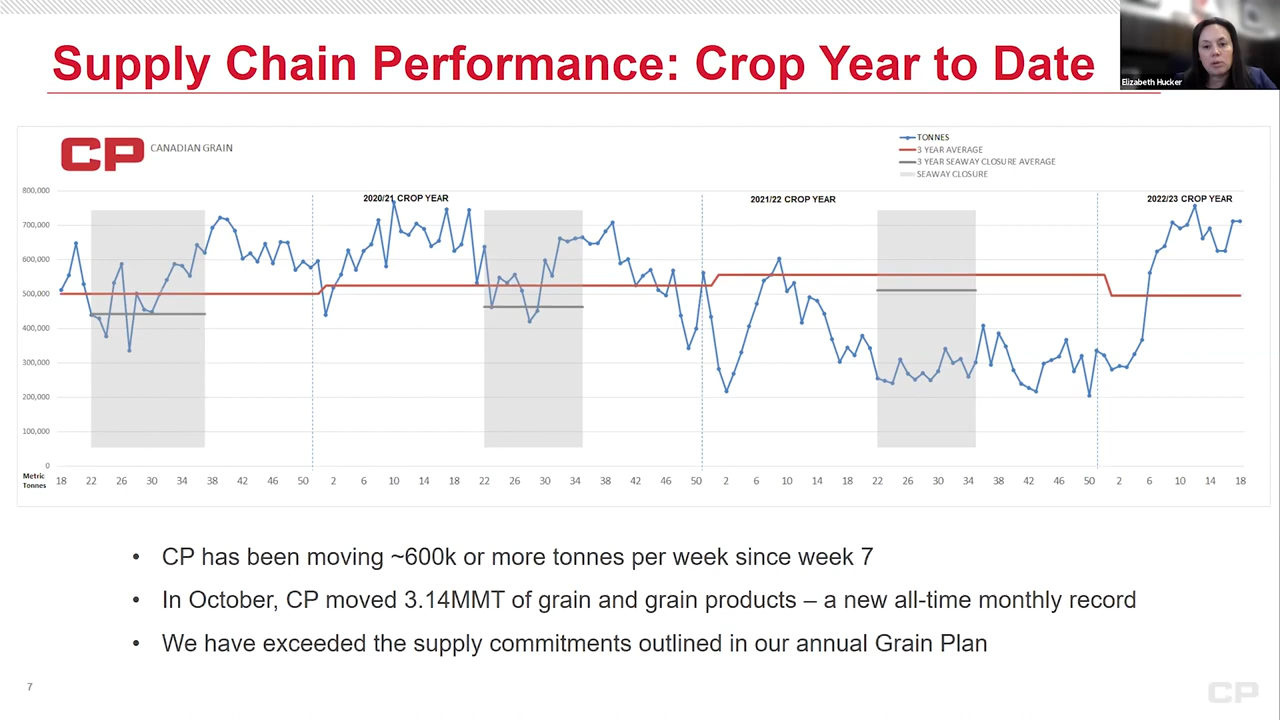 Supply Chain Performance: Crop Year to Date
Elizabeth Hucker
CP CANADIAN GRAIN
TONNES
3 YEAR AVERAGE
3 YEAR SEAWAY CLOSURE AVERAGE
SEAWAY CLOSURE
2020/21 CROP YEAR
2021/22 CROP YEAR
2022/23 CROP YEAR
800,000
700,000
600,000
500,000
400,000
300,000
200,000
100,000
0
Metric
Tonnes
18 22 26 30 34 38 42 46 50 2 6 10 14 18 22 26 30 34 38 42 46 50 2 6 10 14 18 22 26 30 34 38 42 46 50 2 6 10 14 18
• CP has been moving ~600k or more tonnes per week since week 7
• In October, CP moved 3.14MMT of grain and grain products – a new all-time monthly record
• We have exceeded the supply commitments outlined in our annual Grain Plan
7
CP